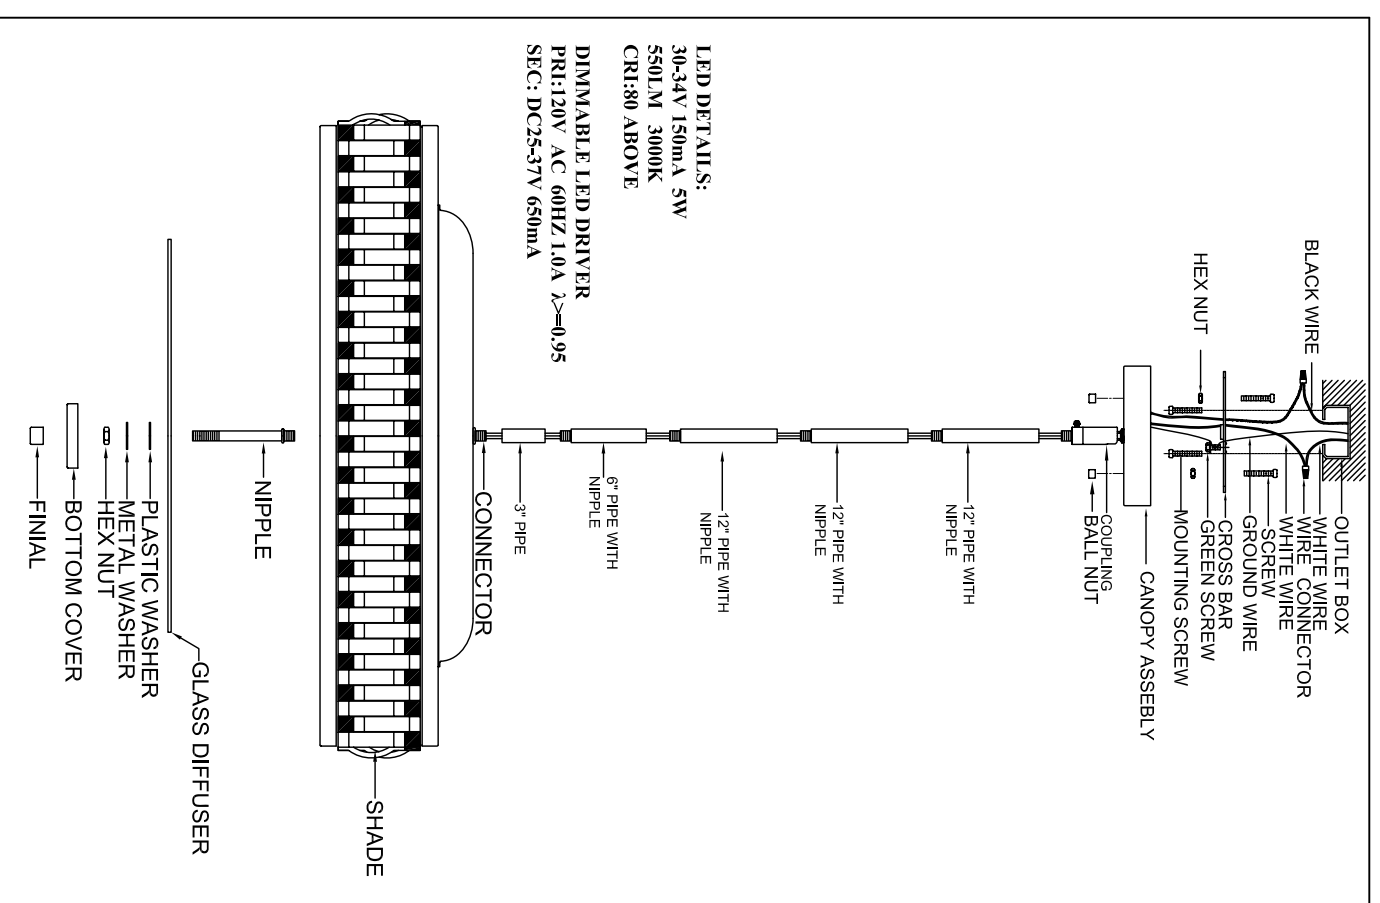 OUTLET BOX
WHITE WIRE
WIRE CONNECTOR
WHITE WIRE
BLACK WIRE
SCREW
GROUND WIRE
CROSS BAR
GREEN SCREW
HEX NUT
MOUNTING SCREW
CANOPY ASSEBLY
COUPLING
BALL NUT
12" PIPE WITH
NIPPLE
12" PIPE WITH
NIPPLE
12" PIPE WITH
NIPPLE
6" PIPE WITH
NIPPLE
3" PIPE
CONNECTOR
LED DETAILS:
30-34V 150mA 5W
550LM 3000K
CRI:80 ABOVE
DIMMABLE LED DRIVER
PRI:120V AC 60HZ 1.0A λ>=0.95
SEC: DC25-37V 650mA
SHADE
NIPPLE
GLASS DIFFUSER
PLASTIC WASHER
METAL WASHER
HEX NUT
BOTTOM COVER
FINIAL